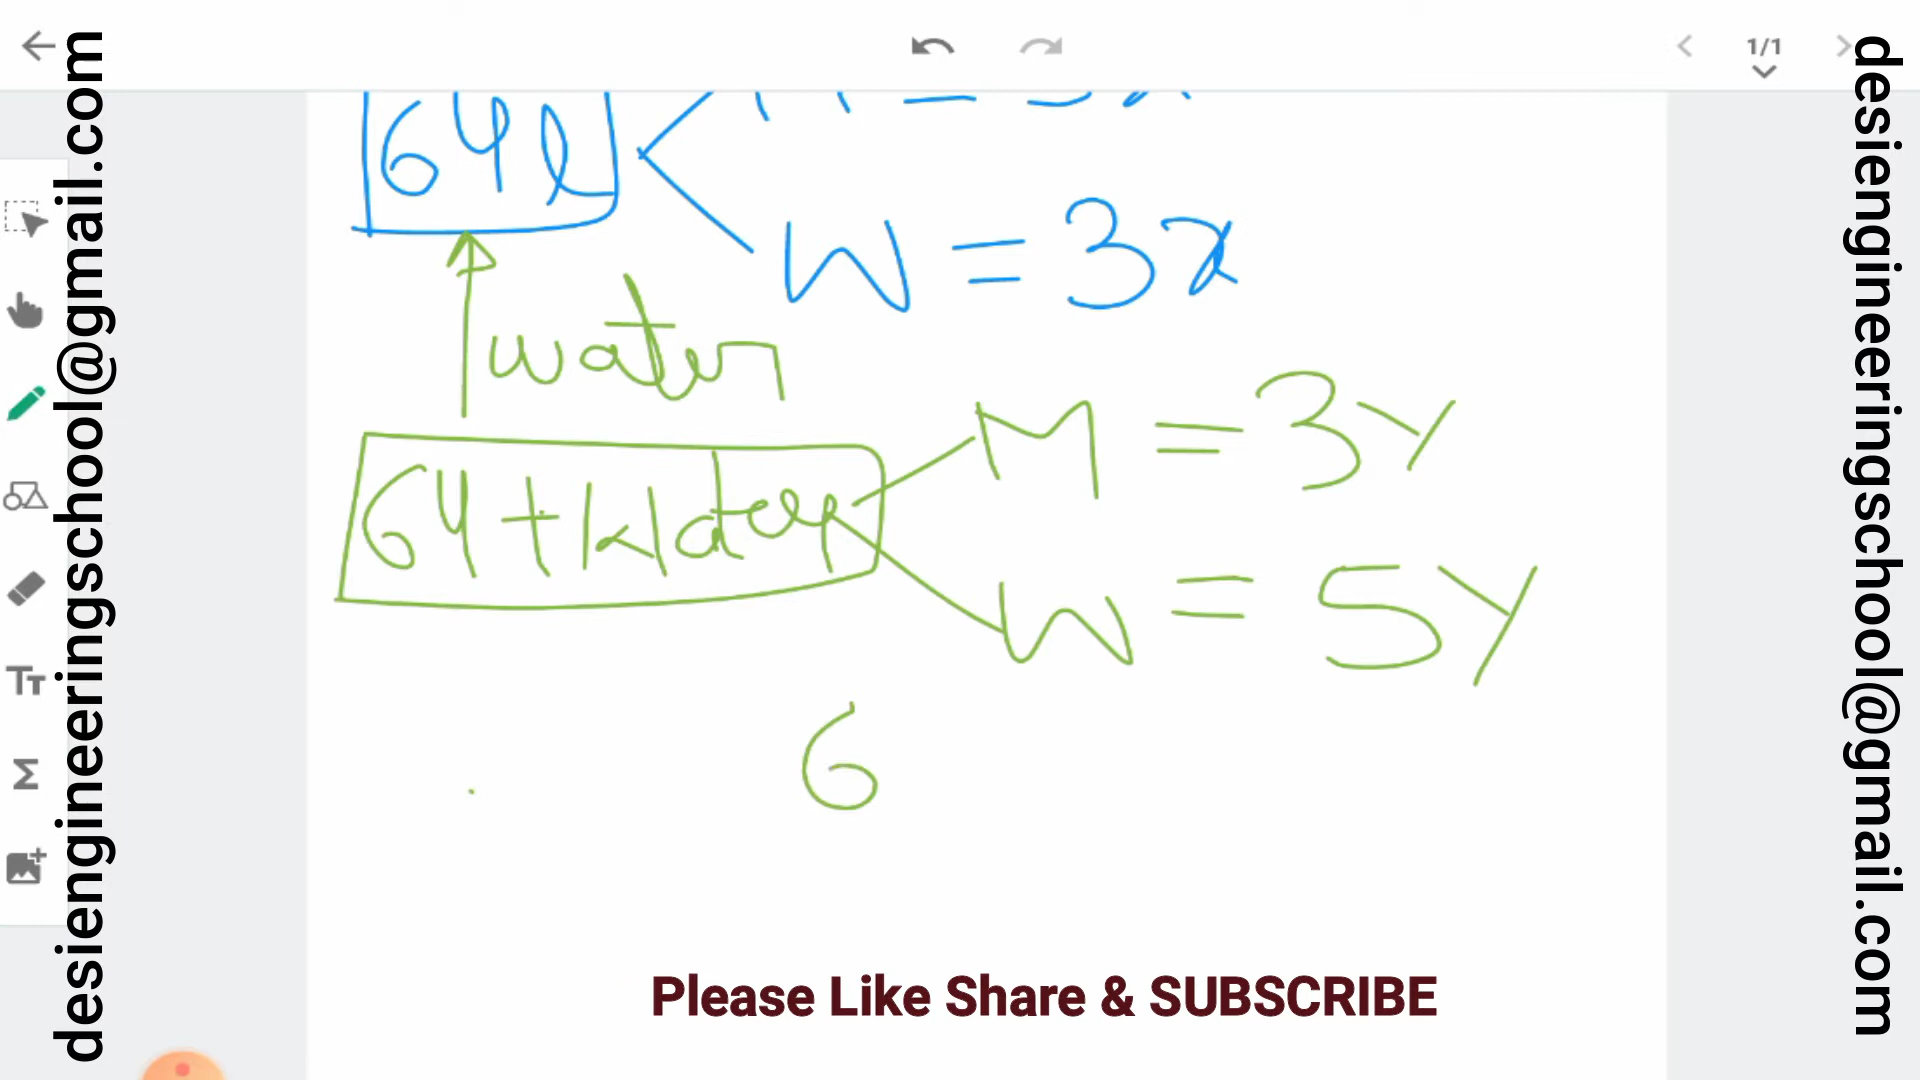 1/1
64l
W = 3x
water
M = 3y
64 + water
W = 5y
6
Please Like Share & SUBSCRIBE
desiengineeringschool@gmail.com
desiengineeringschool@gmail.com